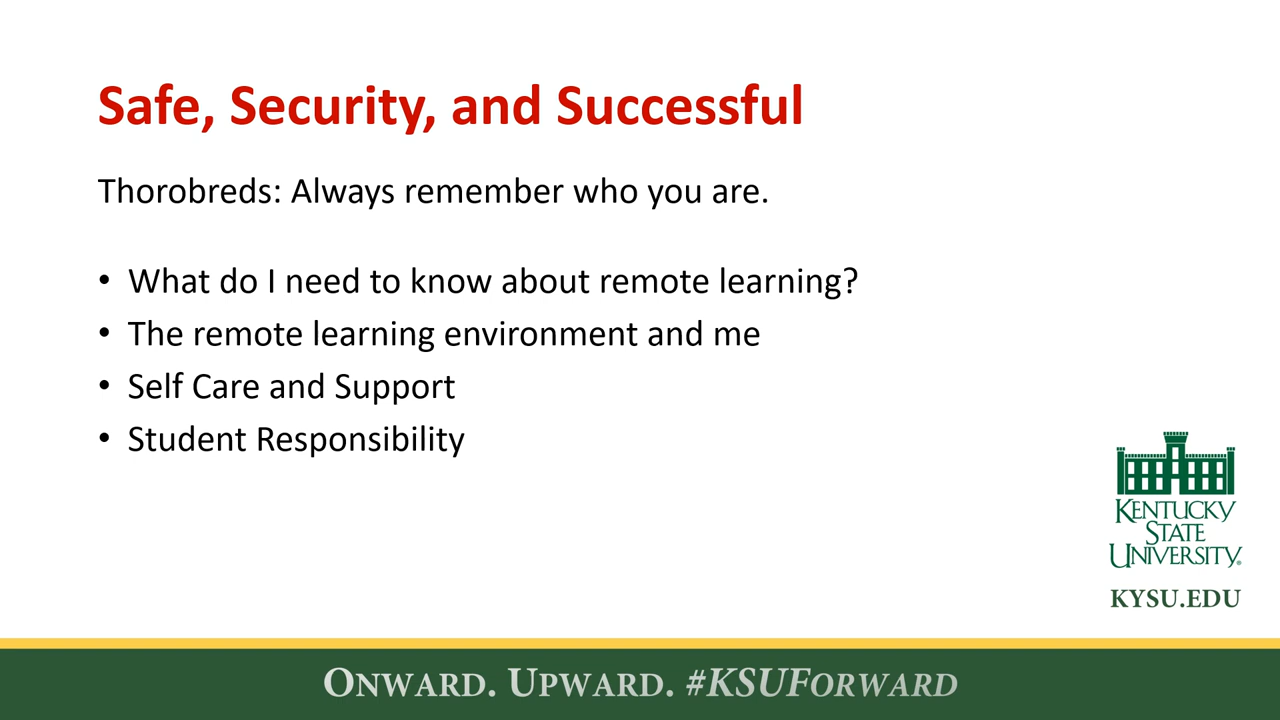 Safe, Security, and Successful
Thorobreds: Always remember who you are.
• What do I need to know about remote learning?
• The remote learning environment and me
• Self Care and Support
• Student Responsibility
KENTUCKY
STATE
UNIVERSITY®
KYSU.EDU
ONWARD. UPWARD. #KSUFORWARD